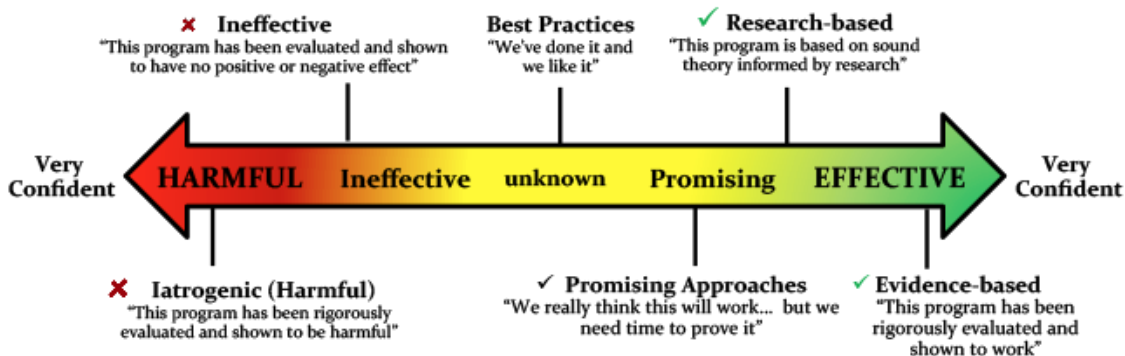 Ineffective
"This program has been evaluated and shown
to have no positive or negative effect"
Best Practices
"We've done it and
we like it"
Research-based
"This program is based on sound
theory informed by research"
Very
Confident
HARMFUL Ineffective unknown Promising EFFECTIVE
Very
Confident
Iatrogenic (Harmful)
"This program has been rigorously
evaluated and shown to be harmful"
Promising Approaches
"We really think this will work... but we
need time to prove it"
Evidence-based
"This program has been
rigorously evaluated and
shown to work"